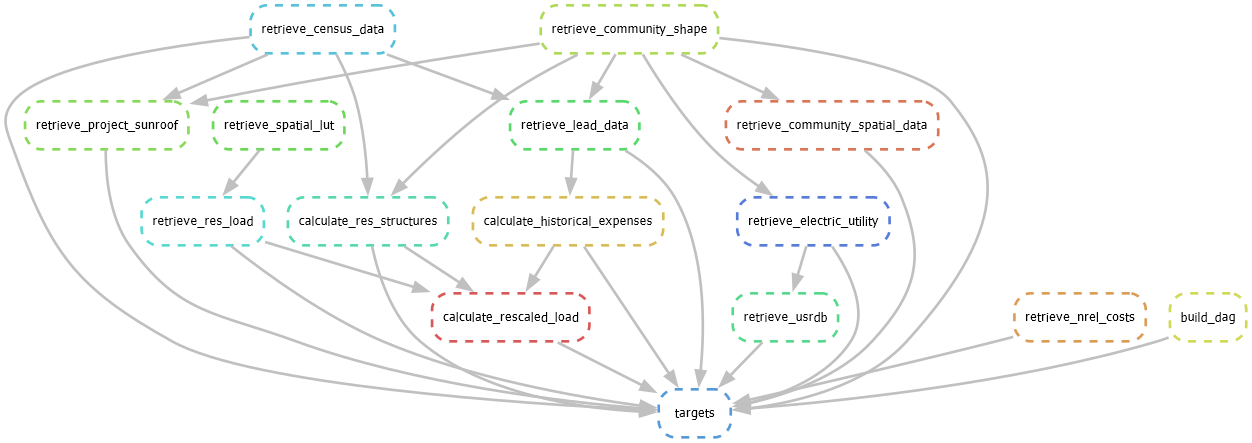 retrieve_census_data
retrieve_community_shape
retrieve_project_sunroof
retrieve_spatial_lut
retrieve_lead_data
retrieve_community_spatial_data
retrieve_res_load
calculate_res_structures
calculate_historical_expenses
retrieve_electric_utility
calculate_rescaled_load
retrieve_usrdb
retrieve_nrel_costs
build_dag
targets